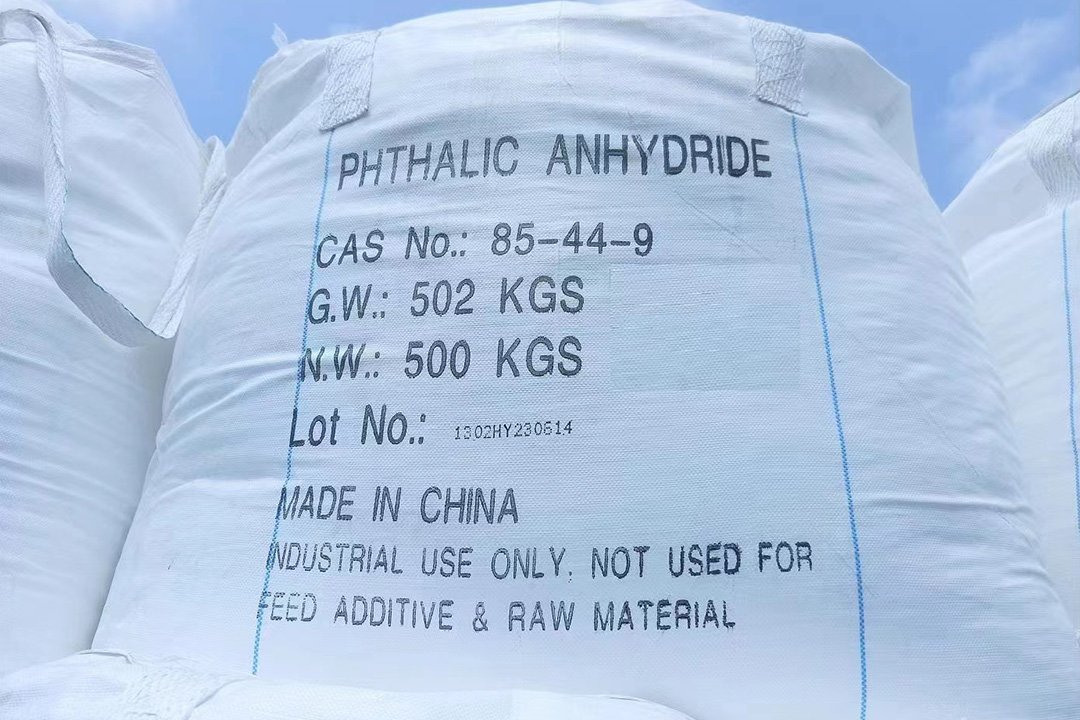 PHTHALIC ANHYDRIDE
CAS No.: 85-44-9
G.W.: 502 KGS
N.W.: 500 KGS
Lot No.: 1302HY230614
MADE IN CHINA
INDUSTRIAL USE ONLY, NOT USED FOR
FEED ADDITIVE & RAW MATERIAL